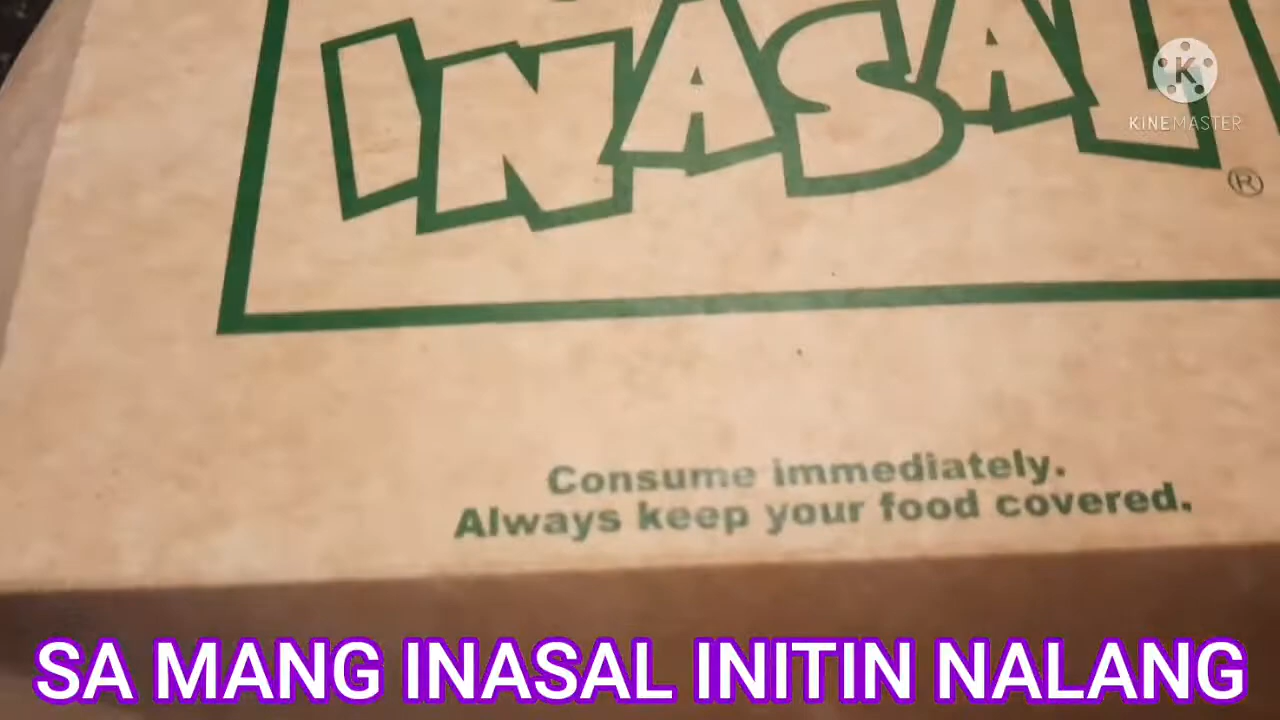 INASAL
®
K
KINEMASTER
Consume immediately.
Always keep your food covered.
SA MANG INASAL INITIN NALANG